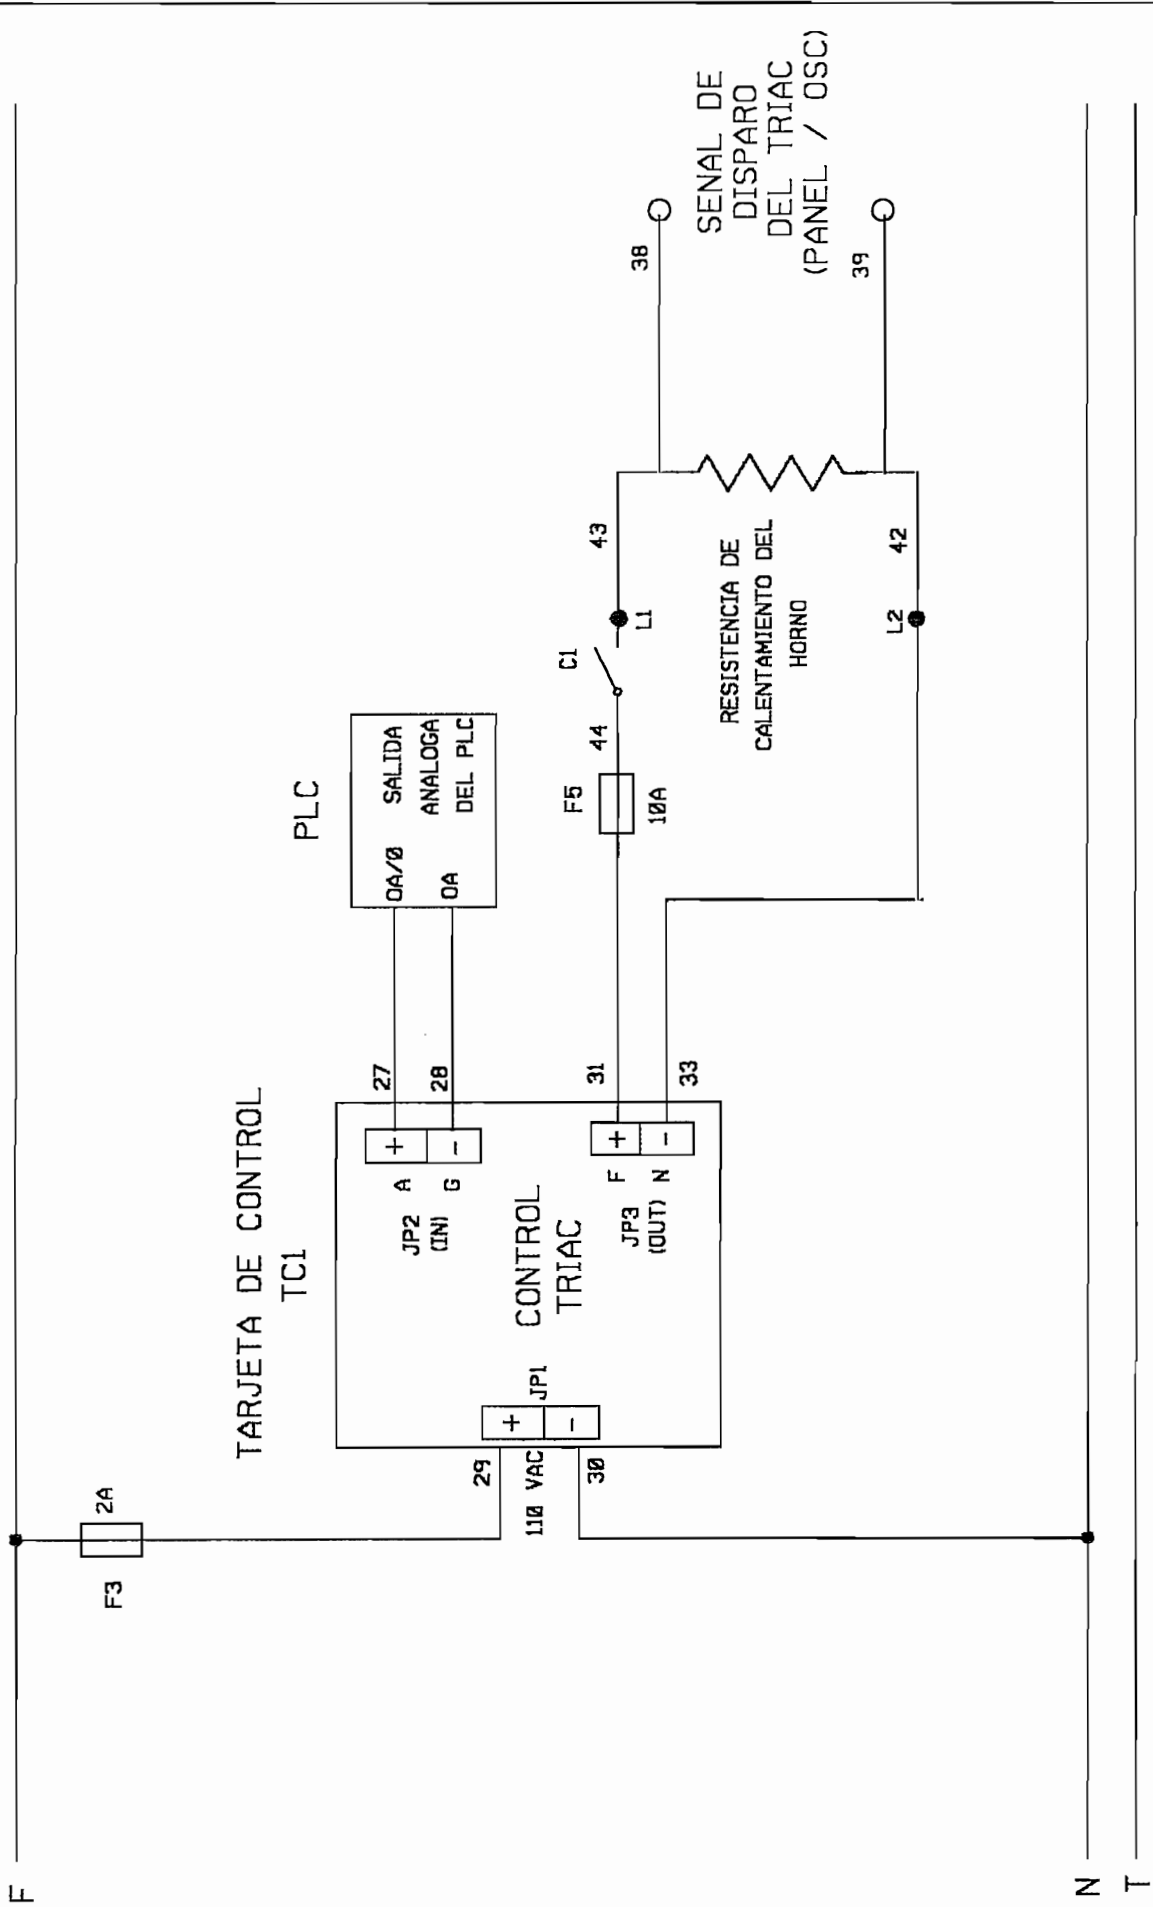 F
F3
2A
TARJETA DE CONTROL
TC1
PLC
OA/0
SALIDA
OA
ANALOGA
DEL PLC
27
28
+
-
A
G
JP2
(IN)
CONTROL
TRIAC
JP1
+
-
29
110 VAC
30
F
N
JP3
(OUT)
+
-
31
33
F5
10A
44
C1
L1
43
RESISTENCIA DE
CALENTAMIENTO DEL
HORNO
L2
42
38
39
SENAL DE
DISPARO
DEL TRIAC
(PANEL / OSC)
N
T